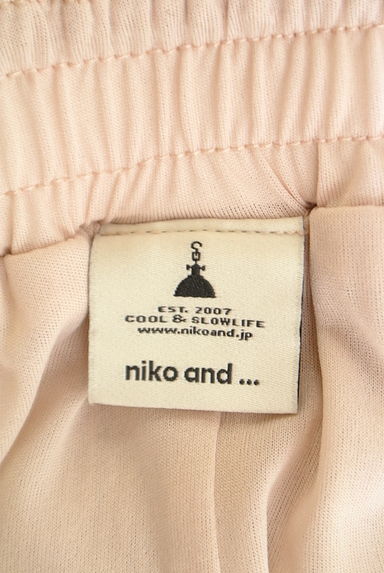 EST. 2007
COOL & SLOWLIFE
www.nikoand.jp
niko and ...